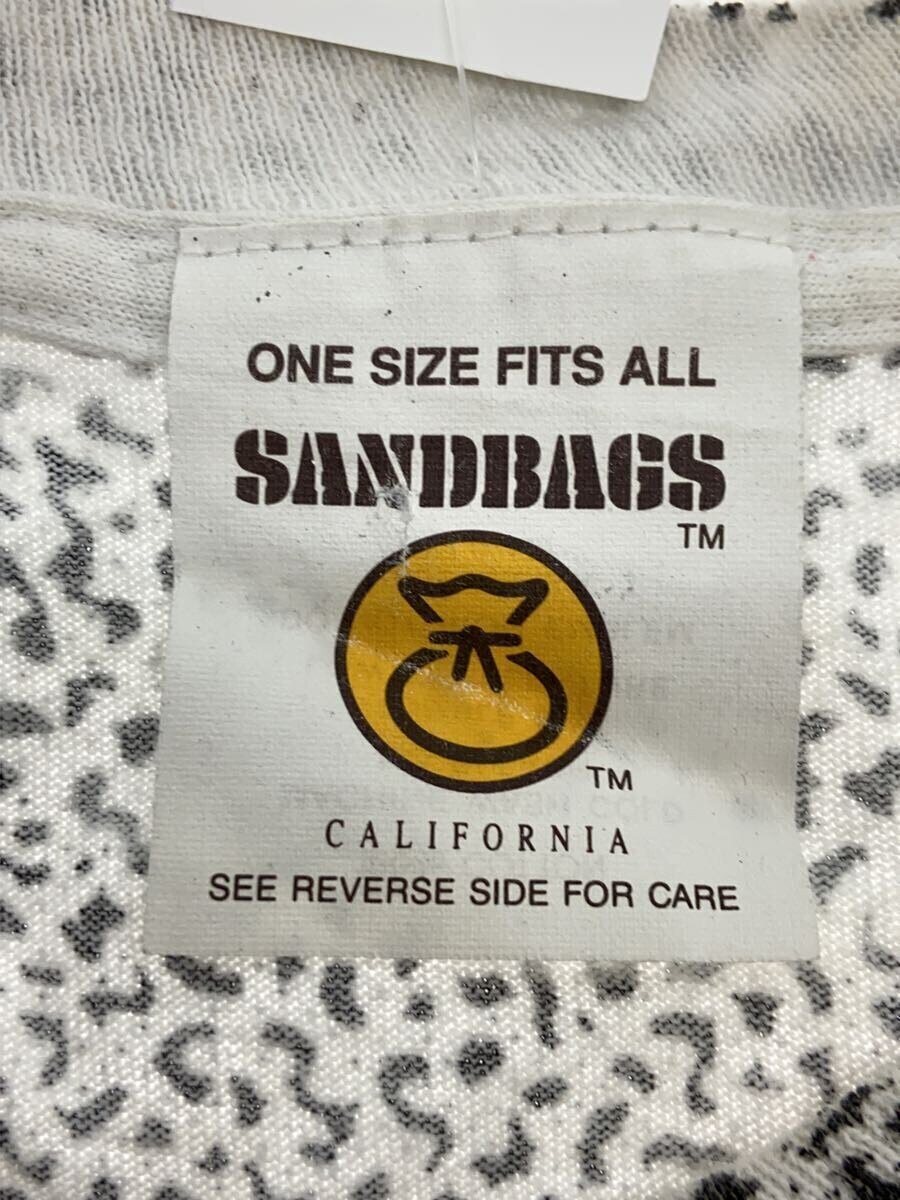 ONE SIZE FITS ALL
SANDBAGS
TM
TM
CALIFORNIA
SEE REVERSE SIDE FOR CARE